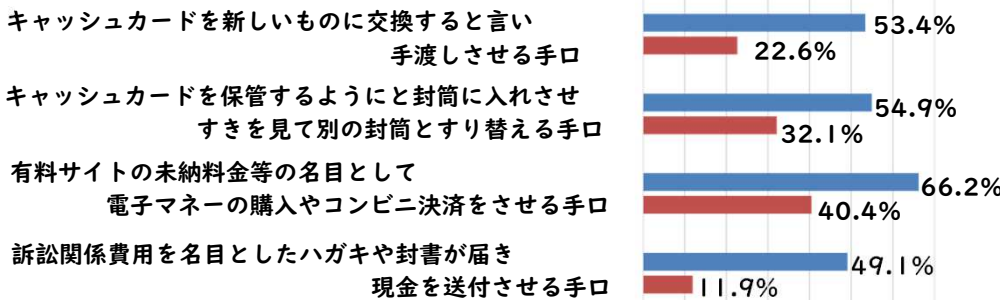 キャッシュカードを新しいものに交換すると言い
手渡しさせる手口
53.4%
22.6%
キャッシュカードを保管するようにと封筒に入れさせ
すきを見て別の封筒とすり替える手口
54.9%
32.1%
有料サイトの未納料金等の名目として
電子マネーの購入やコンビニ決済をさせる手口
66.2%
40.4%
訴訟関係費用を名目としたハガキや封書が届き
現金を送付させる手口
49.1%
11.9%